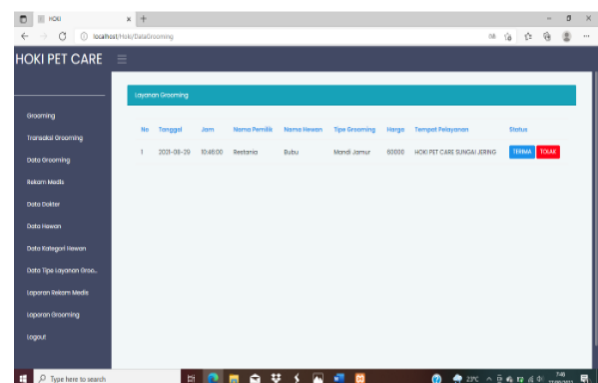 HOKI
localhost/Hoki/DataGrooming
HOKI PET CARE
Layanan Grooming
Grooming
Transaksi Grooming
Data Grooming
Rekam Medis
Data Dokter
Data Hewan
Data Kategori Hewan
Data Tipe Layanan Groo..
Laporan Rekam Medis
Laporan Grooming
Logout
No Tanggal Jam Nama Pemilik Nama Hewan Tipe Grooming Harga Tempat Pelayanan Status
1 2021-08-29 10:46:00 Restania Bubu Mandi Jamur 60000 HOKI PET CARE SUNGAI JERING TERIMA TOLAK
Type here to search
23°C